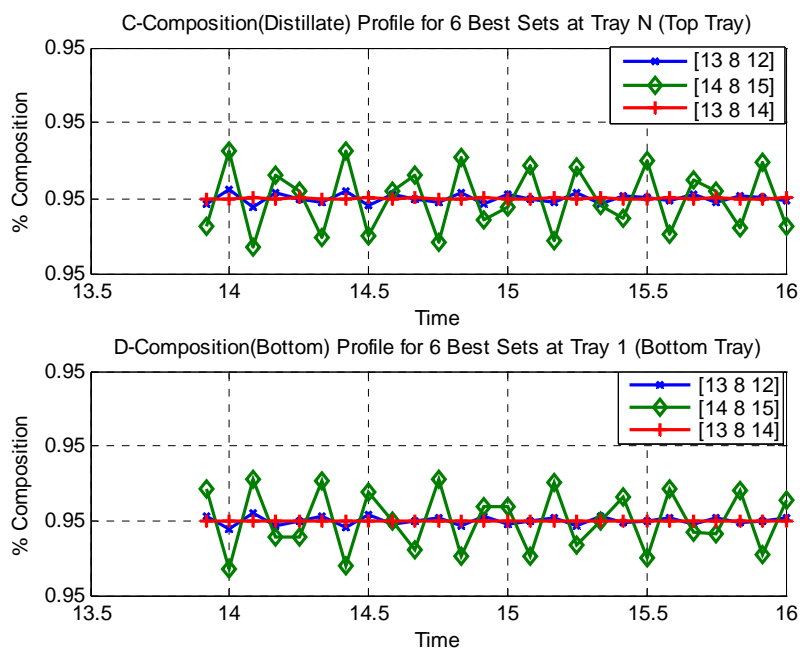 C-Composition(Distillate) Profile for 6 Best Sets at Tray N (Top Tray)
0.95
0.95
0.95
0.95
% Composition
[13 8 12]
[14 8 15]
[13 8 14]
13.5 14 14.5 15 15.5 16
Time
D-Composition(Bottom) Profile for 6 Best Sets at Tray 1 (Bottom Tray)
0.95
0.95
0.95
0.95
% Composition
[13 8 12]
[14 8 15]
[13 8 14]
13.5 14 14.5 15 15.5 16
Time